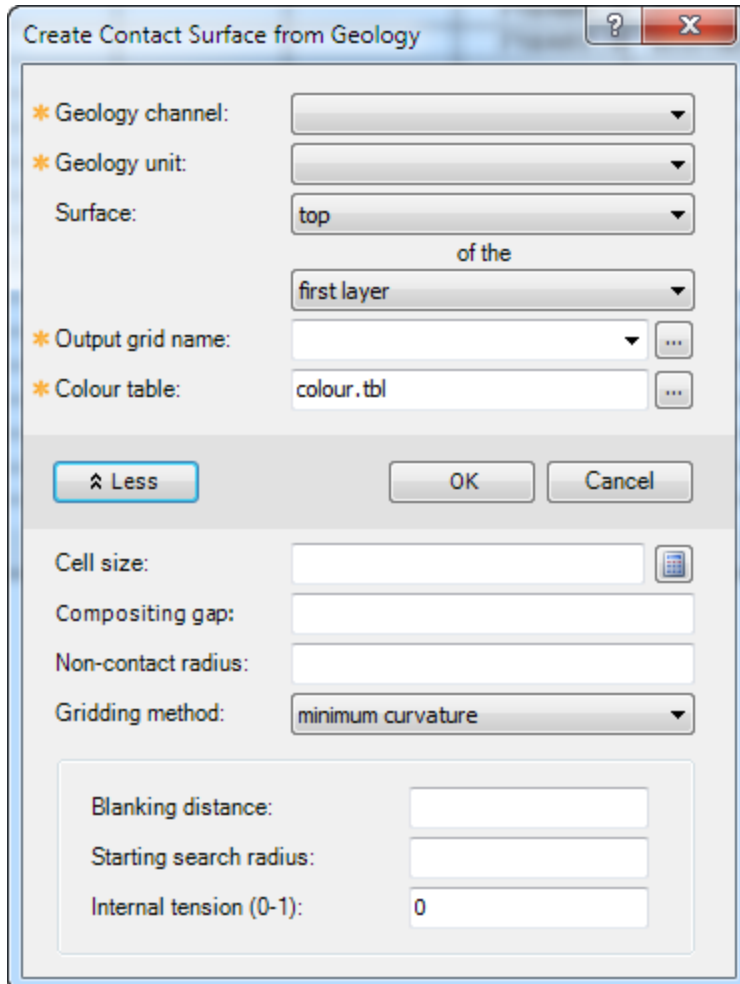 Create Contact Surface from Geology
? X
* Geology channel:
* Geology unit:
Surface: top
of the
first layer
* Output grid name: ...
* Colour table: colour.tbl ...
Less OK Cancel
Cell size:
Compositing gap:
Non-contact radius:
Gridding method: minimum curvature
Blanking distance:
Starting search radius:
Internal tension (0-1): 0